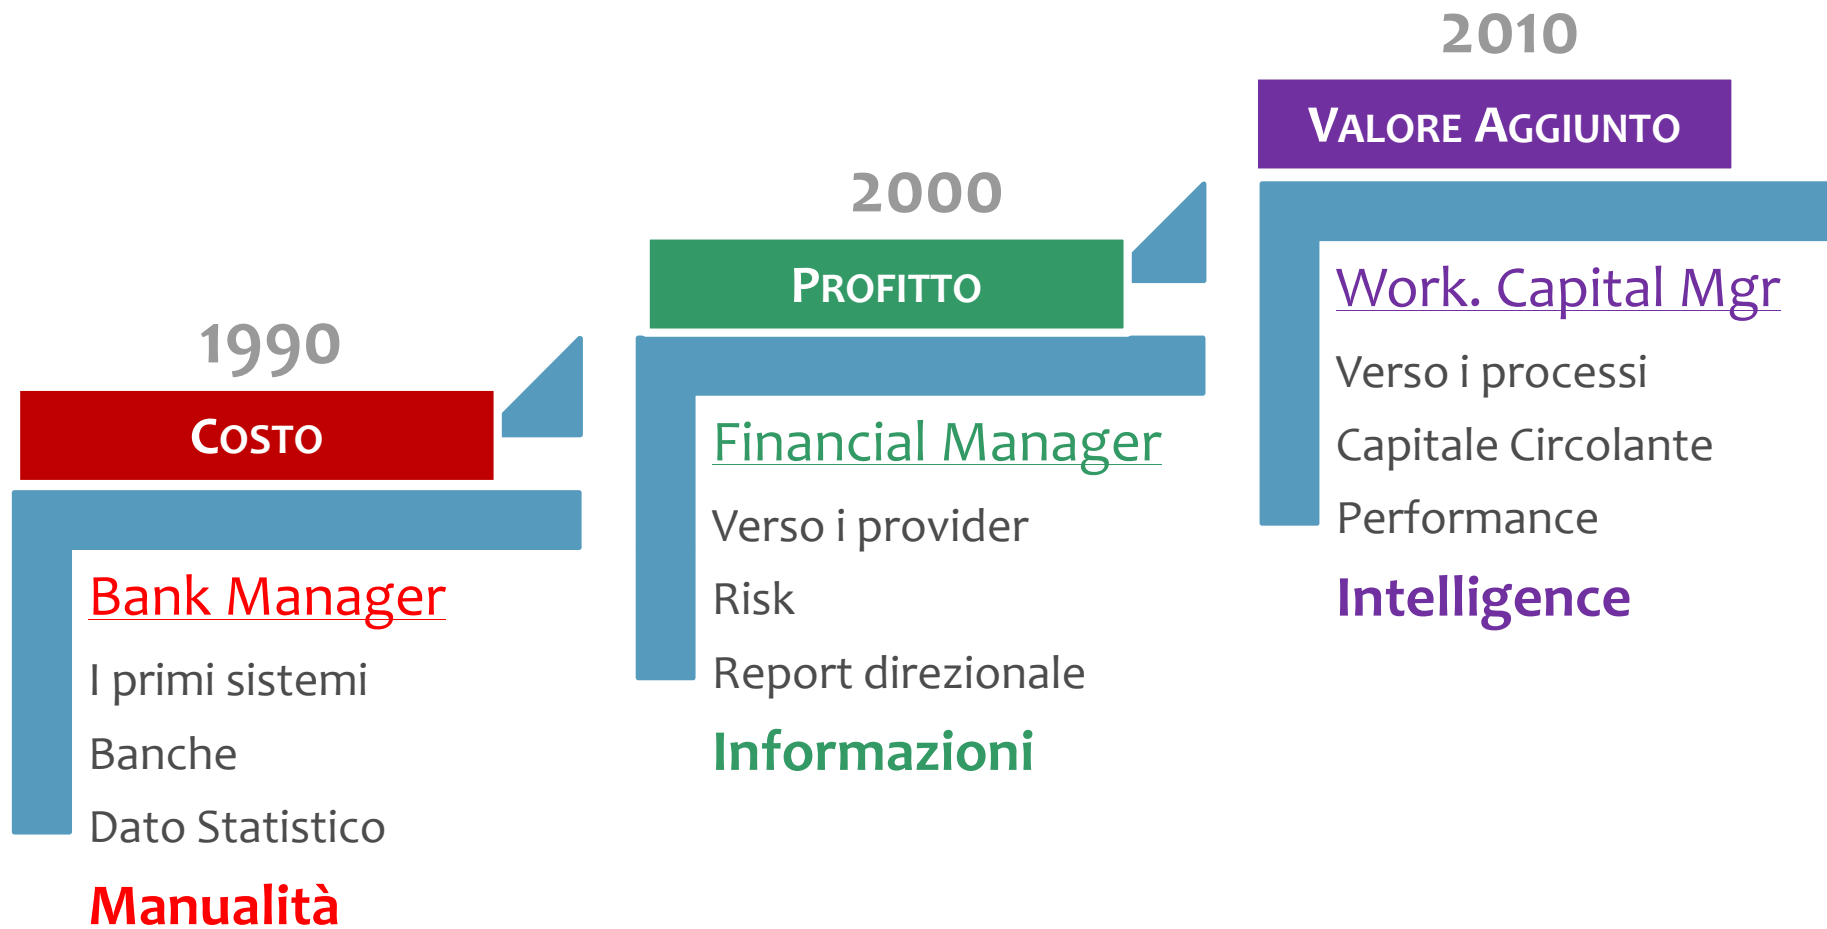 1990
COSTO
Bank Manager
I primi sistemi
Banche
Dato Statistico
Manualità
2000
PROFITTO
Financial Manager
Verso i provider
Risk
Report direzionale
Informazioni
2010
VALORE AGGIUNTO
Work. Capital Mgr
Verso i processi
Capitale Circolante
Performance
Intelligence